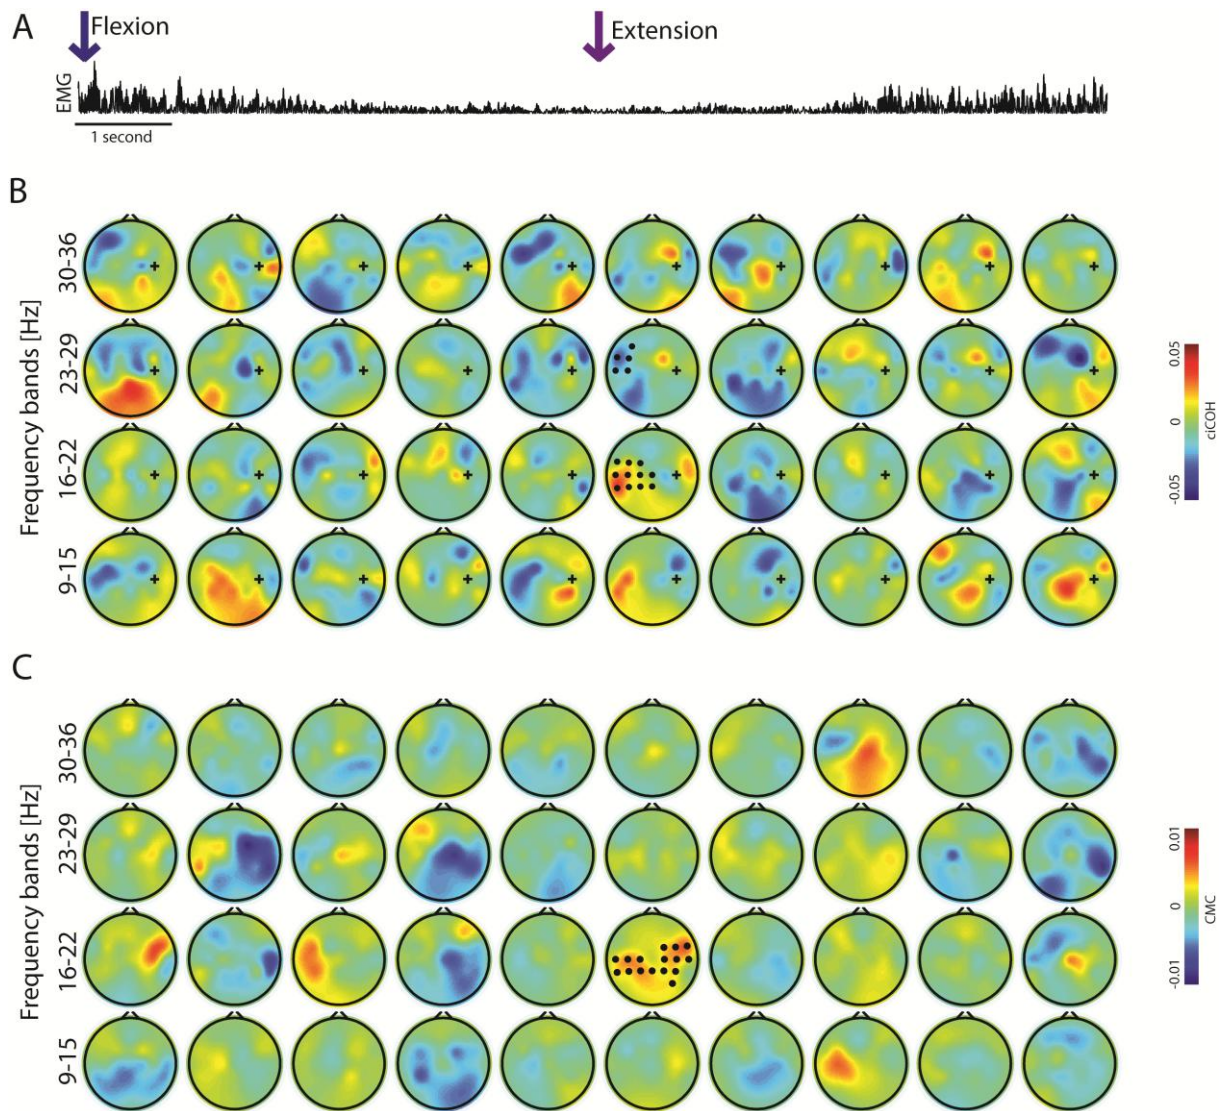 A
Flexion
Extension
EMG
1 second
B
Frequency bands [Hz]
30-36
23-29
16-22
9-15
0.05
0
-0.05
ciCOH
C
Frequency bands [Hz]
30-36
23-29
16-22
9-15
0.01
0
-0.01
CMC